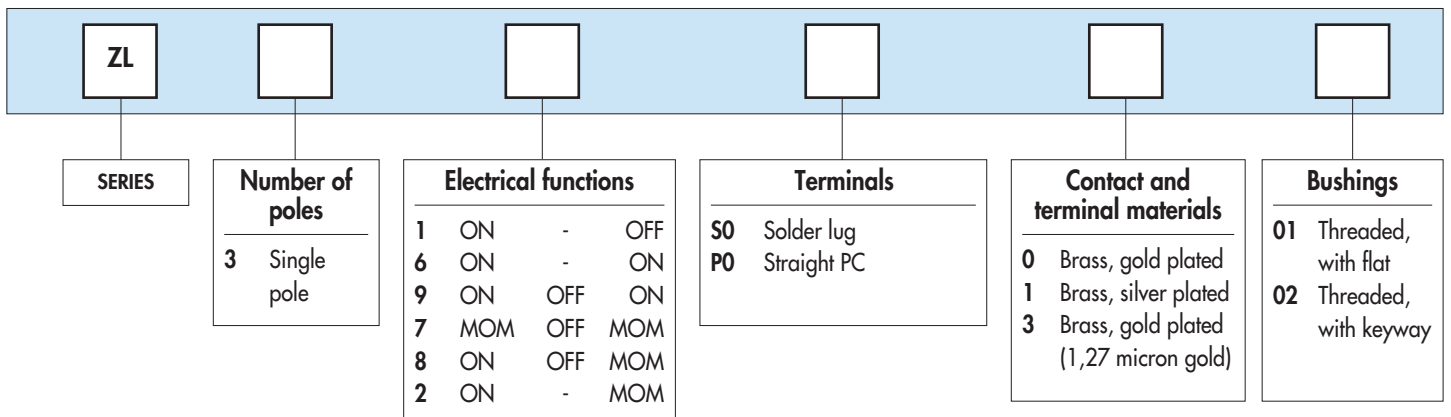 ZL
SERIES
Number of
poles
3 Single
pole
Electrical functions
1 ON - OFF
6 ON - ON
9 ON OFF ON
7 MOM OFF MOM
8 ON OFF MOM
2 ON - MOM
Terminals
S0 Solder lug
P0 Straight PC
Contact and
terminal materials
0 Brass, gold plated
1 Brass, silver plated
3 Brass, gold plated
(1,27 micron gold)
Bushings
01 Threaded,
with flat
02 Threaded,
with keyway